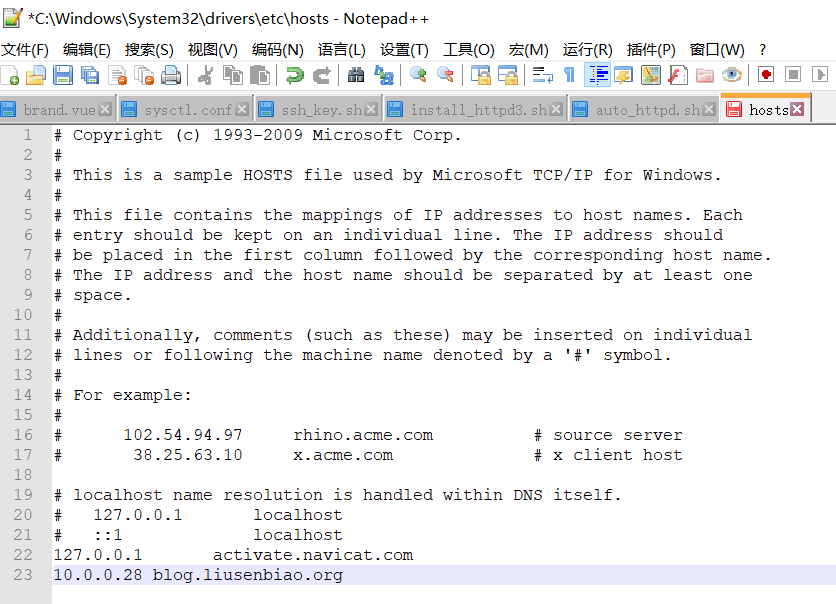 *C:\Windows\System32\drivers\etc\hosts - Notepad++
文件(F) 编辑(E) 搜索(S) 视图(V) 编码(N) 语言(L) 设置(T) 工具(O) 宏(M) 运行(R) 插件(P) 窗口(W) ?
brand.vue sysctl.conf ssh_key.sh install_httpd3.sh auto_httpd.sh hosts
1 # Copyright (c) 1993-2009 Microsoft Corp.
2 #
3 # This is a sample HOSTS file used by Microsoft TCP/IP for Windows.
4 #
5 # This file contains the mappings of IP addresses to host names. Each
6 # entry should be kept on an individual line. The IP address should
7 # be placed in the first column followed by the corresponding host name.
8 # The IP address and the host name should be separated by at least one
9 # space.
10 #
11 # Additionally, comments (such as these) may be inserted on individual
12 # lines or following the machine name denoted by a '#' symbol.
13 #
14 # For example:
15 #
16 #      102.54.94.97     rhino.acme.com          # source server
17 #       38.25.63.10     x.acme.com              # x client host
18
19 # localhost name resolution is handled within DNS itself.
20 #   127.0.0.1       localhost
21 #   ::1             localhost
22 127.0.0.1       activate.navicat.com
23 10.0.0.28 blog.liusenbiao.org